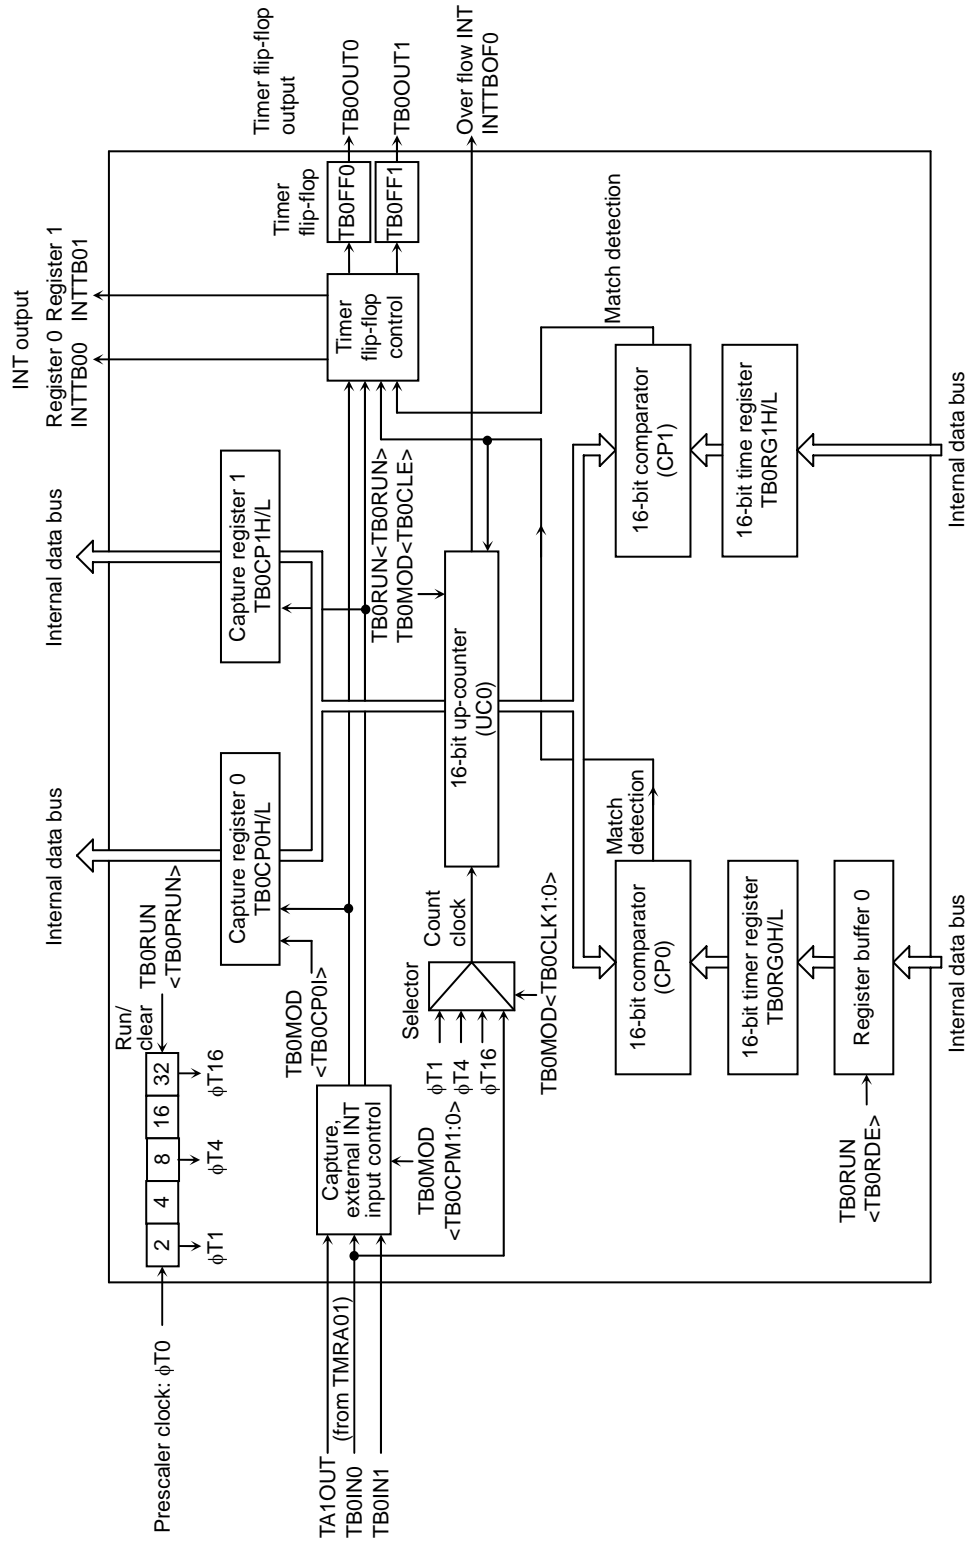 Prescaler clock: ϕT0
2
4
8
16
32
ϕT1
ϕT4
ϕT16
Run/
clear
TB0RUN
<TB0PRUN>
Internal data bus
Internal data bus
INT output
Register 0
INTTB00
Register 1
INTTB01
TA1OUT
(from TMRA01)
TB0IN0
TB0IN1
Capture,
external INT
input control
TB0MOD
<TB0CPM1:0>
TB0MOD
<TB0CP0I>
Capture register 0
TB0CP0H/L
Capture register 1
TB0CP1H/L
Timer
flip-flop
control
Timer
flip-flop
TB0FF0
TB0FF1
Timer flip-flop
output
TB0OUT0
TB0OUT1
Selector
ϕT1
ϕT4
ϕT16
Count
clock
TB0MOD<TB0CLK1:0>
16-bit up-counter
(UC0)
TB0RUN<TB0RUN>
TB0MOD<TB0CLE>
Over flow INT
INTTBOF0
Match
detection
Match detection
16-bit comparator
(CP0)
16-bit comparator
(CP1)
16-bit timer register
TB0RG0H/L
16-bit time register
TB0RG1H/L
Register buffer 0
TB0RUN
<TB0RDE>
Internal data bus
Internal data bus